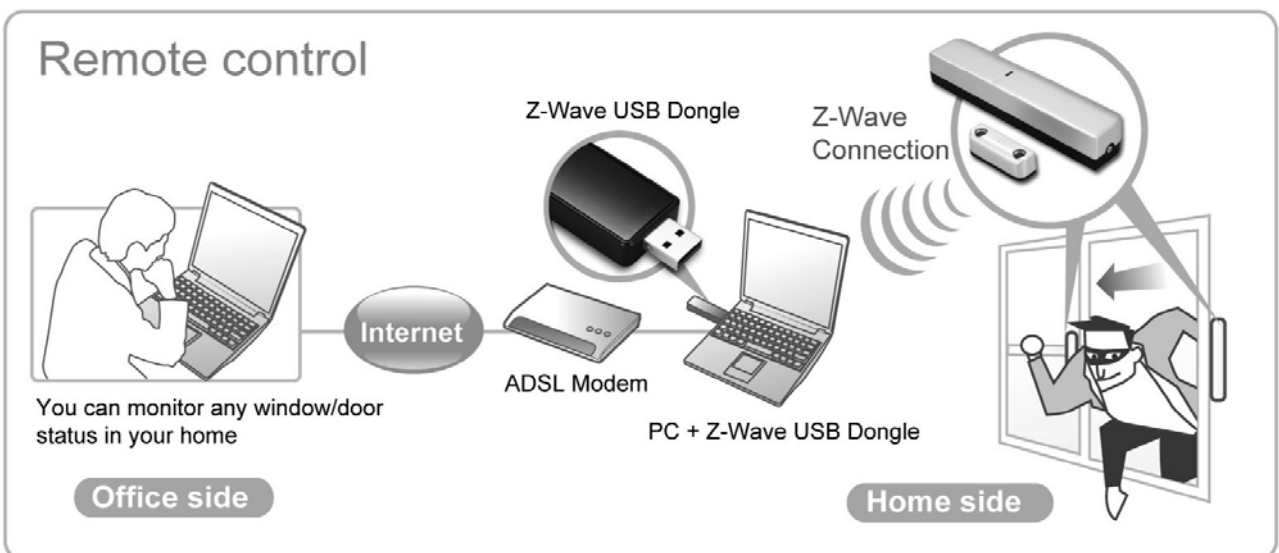 Remote control
Z-Wave USB Dongle
Z-Wave
Connection
Internet
ADSL Modem
You can monitor any window/door
status in your home
PC + Z-Wave USB Dongle
Office side
Home side